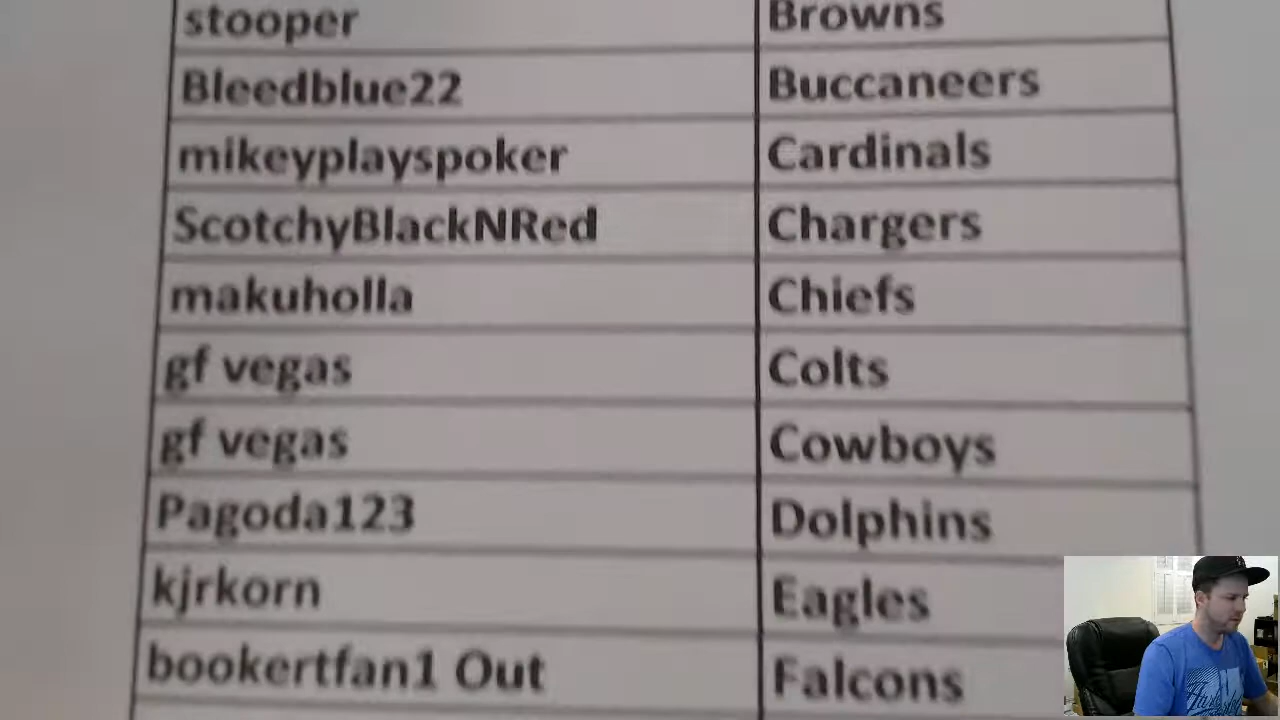 stooper Browns
Bleedblue22 Buccaneers
mikeyplayspoker Cardinals
ScotchyBlackNRed Chargers
makuholla Chiefs
gf vegas Colts
gf vegas Cowboys
Pagoda123 Dolphins
kjrkorn Eagles
bookertfan1 Out Falcons